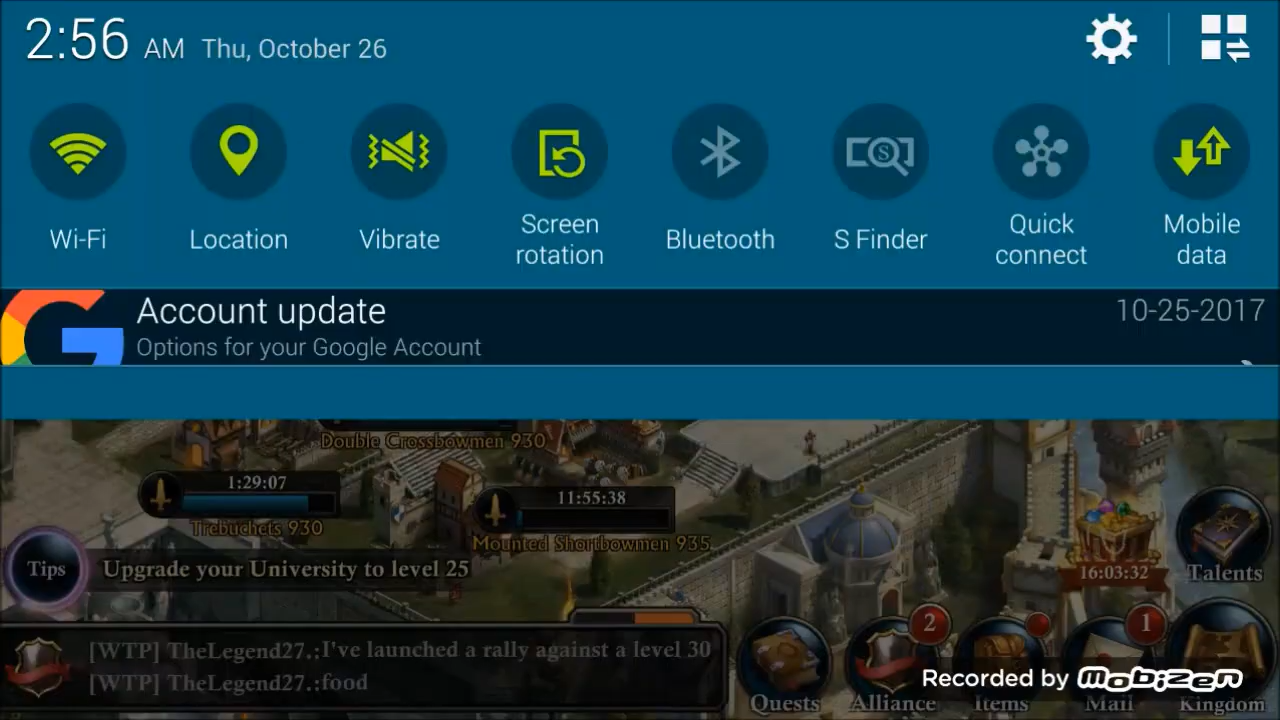 2:56 AM Thu, October 26
Wi-Fi
Location
Vibrate
Screen
rotation
Bluetooth
S Finder
Quick
connect
Mobile
data
Account update
10-25-2017
Options for your Google Account
Double Crossbowmen 930
1:29:07
Trebuchets 930
11:55:38
Mounted Shortbowmen 935
Tips
Upgrade your University to level 25
16:03:32
Talents
[WTP] TheLegend27.:I've launched a rally against a level 30
[WTP] TheLegend27.:food
2
1
Quests
Alliance
Items
Mail
Kingdom
Recorded by mobizen